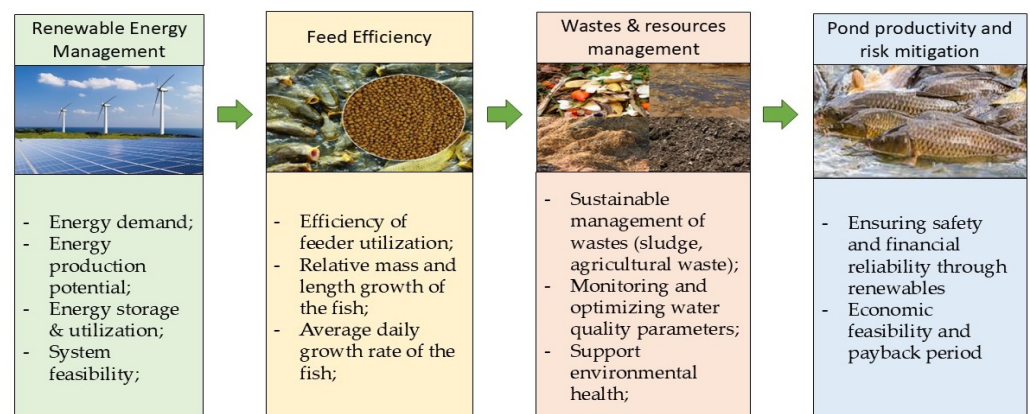 Renewable Energy
Management
- Energy demand;
- Energy
production
potential;
- Energy storage
& utilization;
- System
feasibility;
Feed Efficiency
- Efficiency of
feeder utilization;
- Relative mass and
length growth of
the fish;
- Average daily
growth rate of the
fish;
Wastes & resources
management
- Sustainable
management of
wastes (sludge,
agricultural waste);
- Monitoring and
optimizing water
quality parameters;
- Support
environmental
health;
Pond productivity and
risk mitigation
- Ensuring safety
and financial
reliability through
renewables
- Economic
feasibility and
payback period